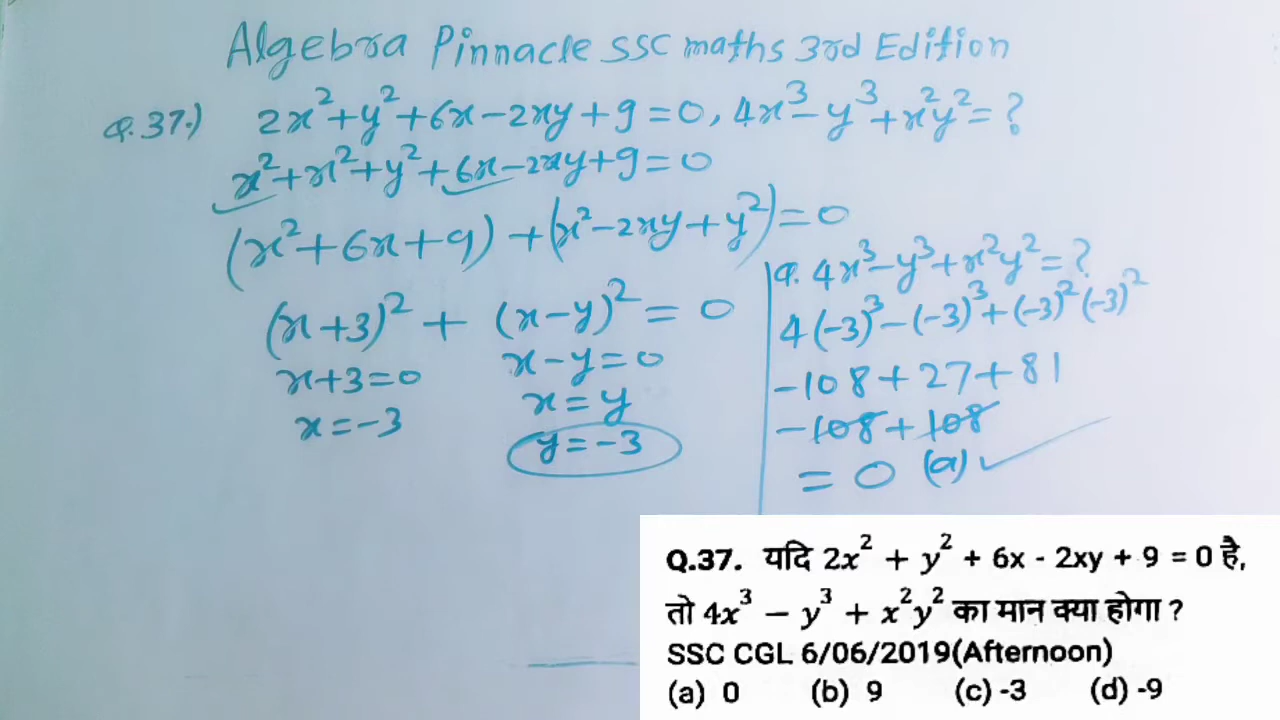 Algebra Pinnacle SSC maths 3rd Edition
Q.37.) 2x²+y²+6x-2xy+9=0, 4x³-y³+x²y²=?
x²+x²+y²+6x-2xy+9=0
(x²+6x+9)+(x²-2xy+y²)=0
(x+3)²+(x-y)²=0
x+3=0 x-y=0
x=-3 x=y
y=-3
Q. 4x³-y³+x²y²=?
4(-3)³-(-3)³+(-3)²(-3)²
-108+27+81
-108+108
=0 (a)✓
Q.37. यदि 2x² + y² + 6x - 2xy + 9 = 0 है,
तो 4x³ − y³ + x²y² का मान क्या होगा ?
SSC CGL 6/06/2019(Afternoon)
(a) 0 (b) 9 (c) -3 (d) -9